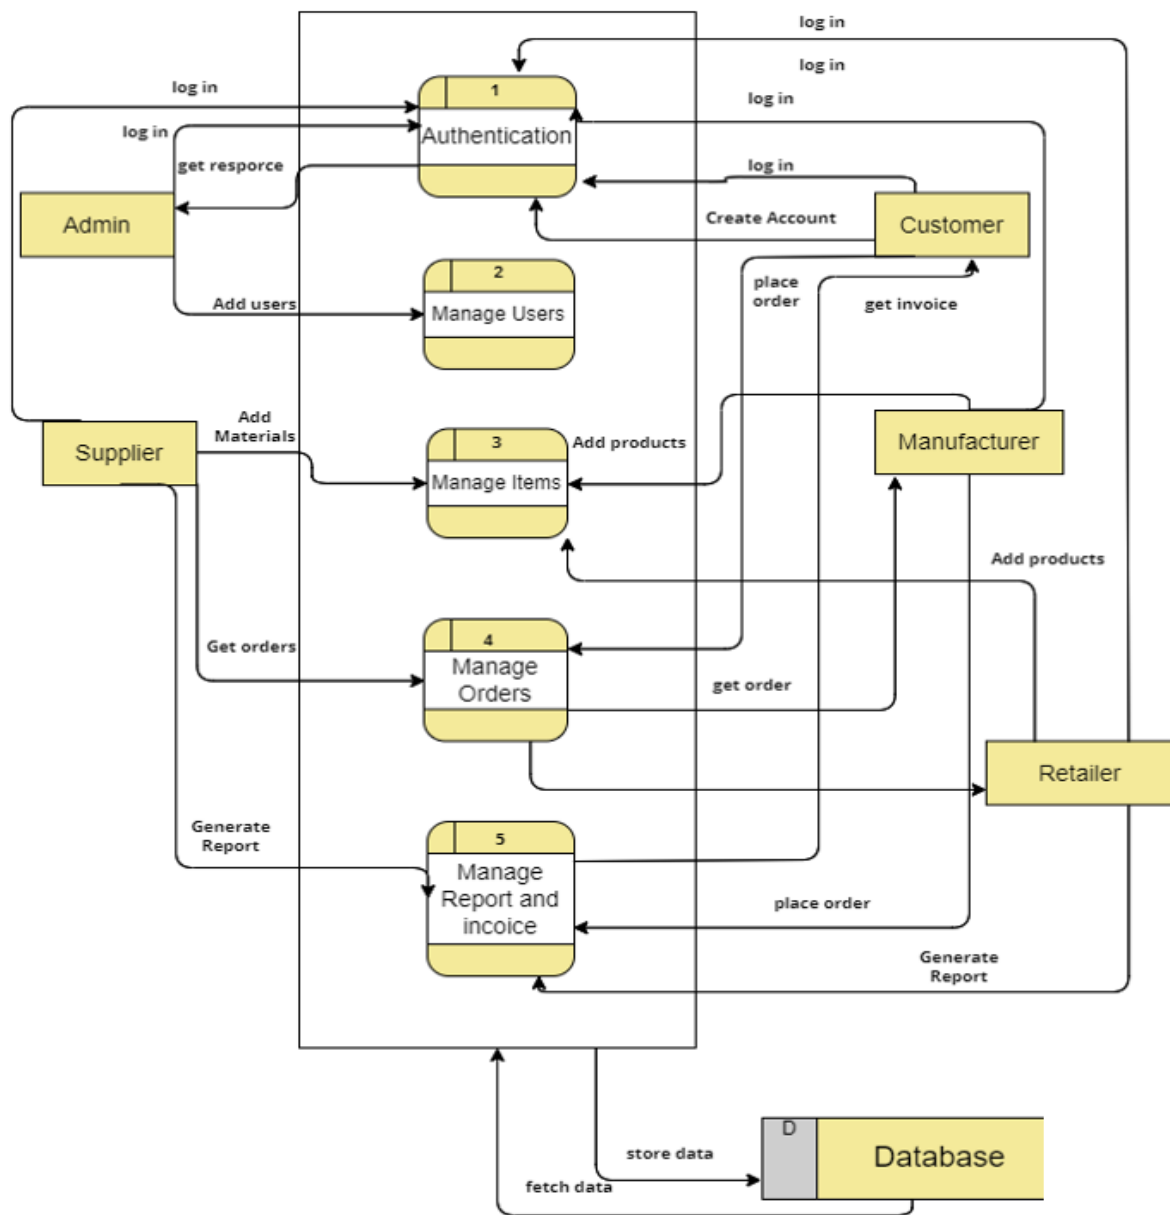 log in
log in
log in
1
log in
log in
Authentication
get resporce
log in
Admin
Create Account
Customer
2
place
order
Add users
get invoice
Manage Users
Add
Materials
3
Add products
Manufacturer
Supplier
Manage Items
Add products
4
Get orders
Manage
Orders
get order
Retailer
Generate
Report
5
Manage
Report and
incoice
place order
Generate
Report
D
Database
store data
fetch data